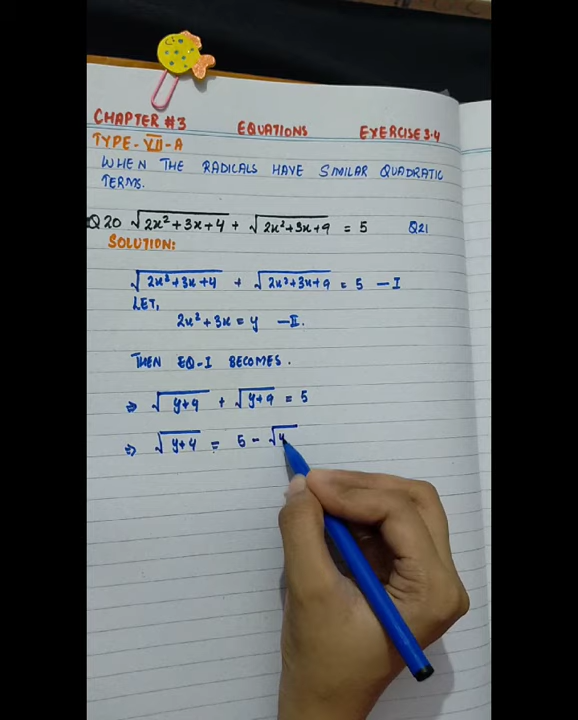 CHAPTER #3 EQUATIONS EXERCISE 3.4
TYPE-VII-A
WHEN THE RADICALS HAVE SIMILAR QUADRATIC
TERMS.
Q20 √2x²+3x+4 + √2x²+3x+9 = 5 Q21
SOLUTION:
√2x²+3x+4 + √2x²+3x+9 = 5 — I
LET,
2x²+3x = y — II.
THEN EQ-I BECOMES.
⇒ √y+9 + √y+9 = 5
⇒ √y+4 = 5 - √y